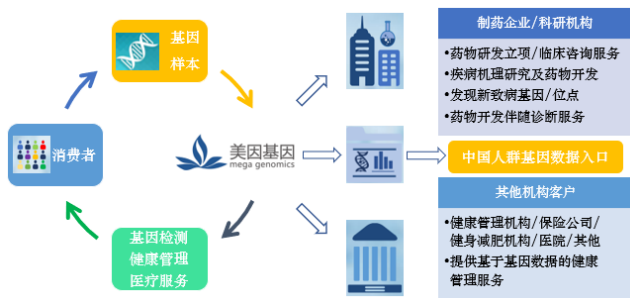 基因
样本
消费者
美因基因
mega genomics
基因检测
健康管理
医疗服务
制药企业/科研机构
•药物研发立项/临床咨询服务
•疾病机理研究及药物开发
•发现新致病基因/位点
•药物开发伴随诊断服务
中国人群基因数据入口
其他机构客户
•健康管理机构/保险公司/
健身减肥机构/医院/其他
•提供基于基因数据的健康
管理服务